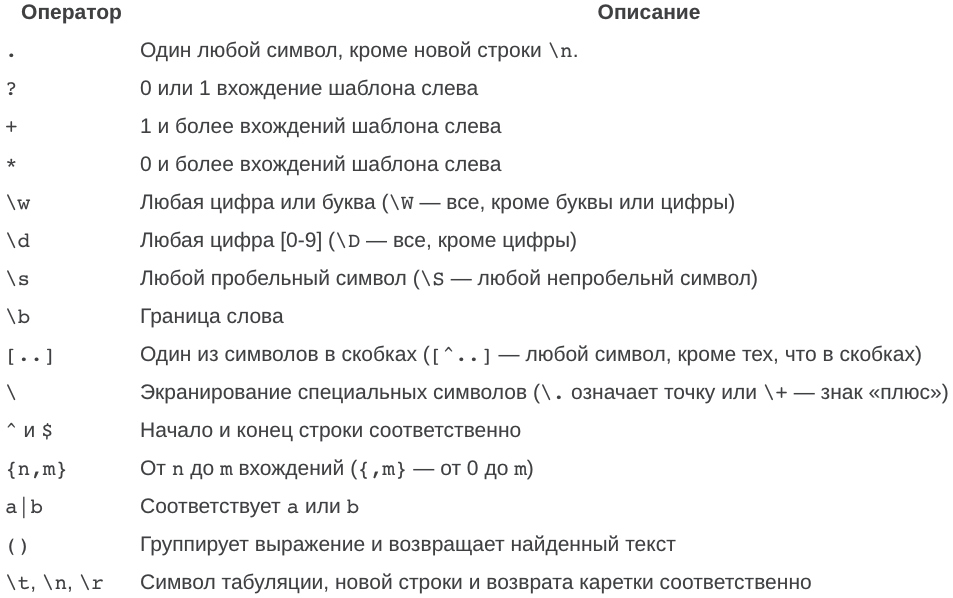 Оператор Описание
. Один любой символ, кроме новой строки \n.
? 0 или 1 вхождение шаблона слева
+ 1 и более вхождений шаблона слева
* 0 и более вхождений шаблона слева
\w Любая цифра или буква (\W — все, кроме буквы или цифры)
\d Любая цифра [0-9] (\D — все, кроме цифры)
\s Любой пробельный символ (\S — любой непробельнй символ)
\b Граница слова
[..] Один из символов в скобках ([^..] — любой символ, кроме тех, что в скобках)
\ Экранирование специальных символов (\. означает точку или \+ — знак «плюс»)
^ и $ Начало и конец строки соответственно
{n,m} От n до m вхождений ({,m} — от 0 до m)
a|b Соответствует a или b
() Группирует выражение и возвращает найденный текст
\t, \n, \r Символ табуляции, новой строки и возврата каретки соответственно